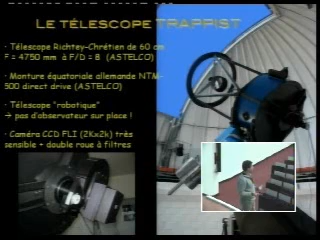 LE TÉLESCOPE TRAPPIST
• Télescope Richtey-Chrétien de 60 cm
F = 4750 mm à F/D = 8 (ASTELCO)
• Monture équatoriale allemande NTM-
500 direct drive (ASTELCO)
• Télescope "robotique"
→ pas d'observateur sur place !
• Caméra CCD FLI (2Kx2k) très
sensible + double roue à filtres